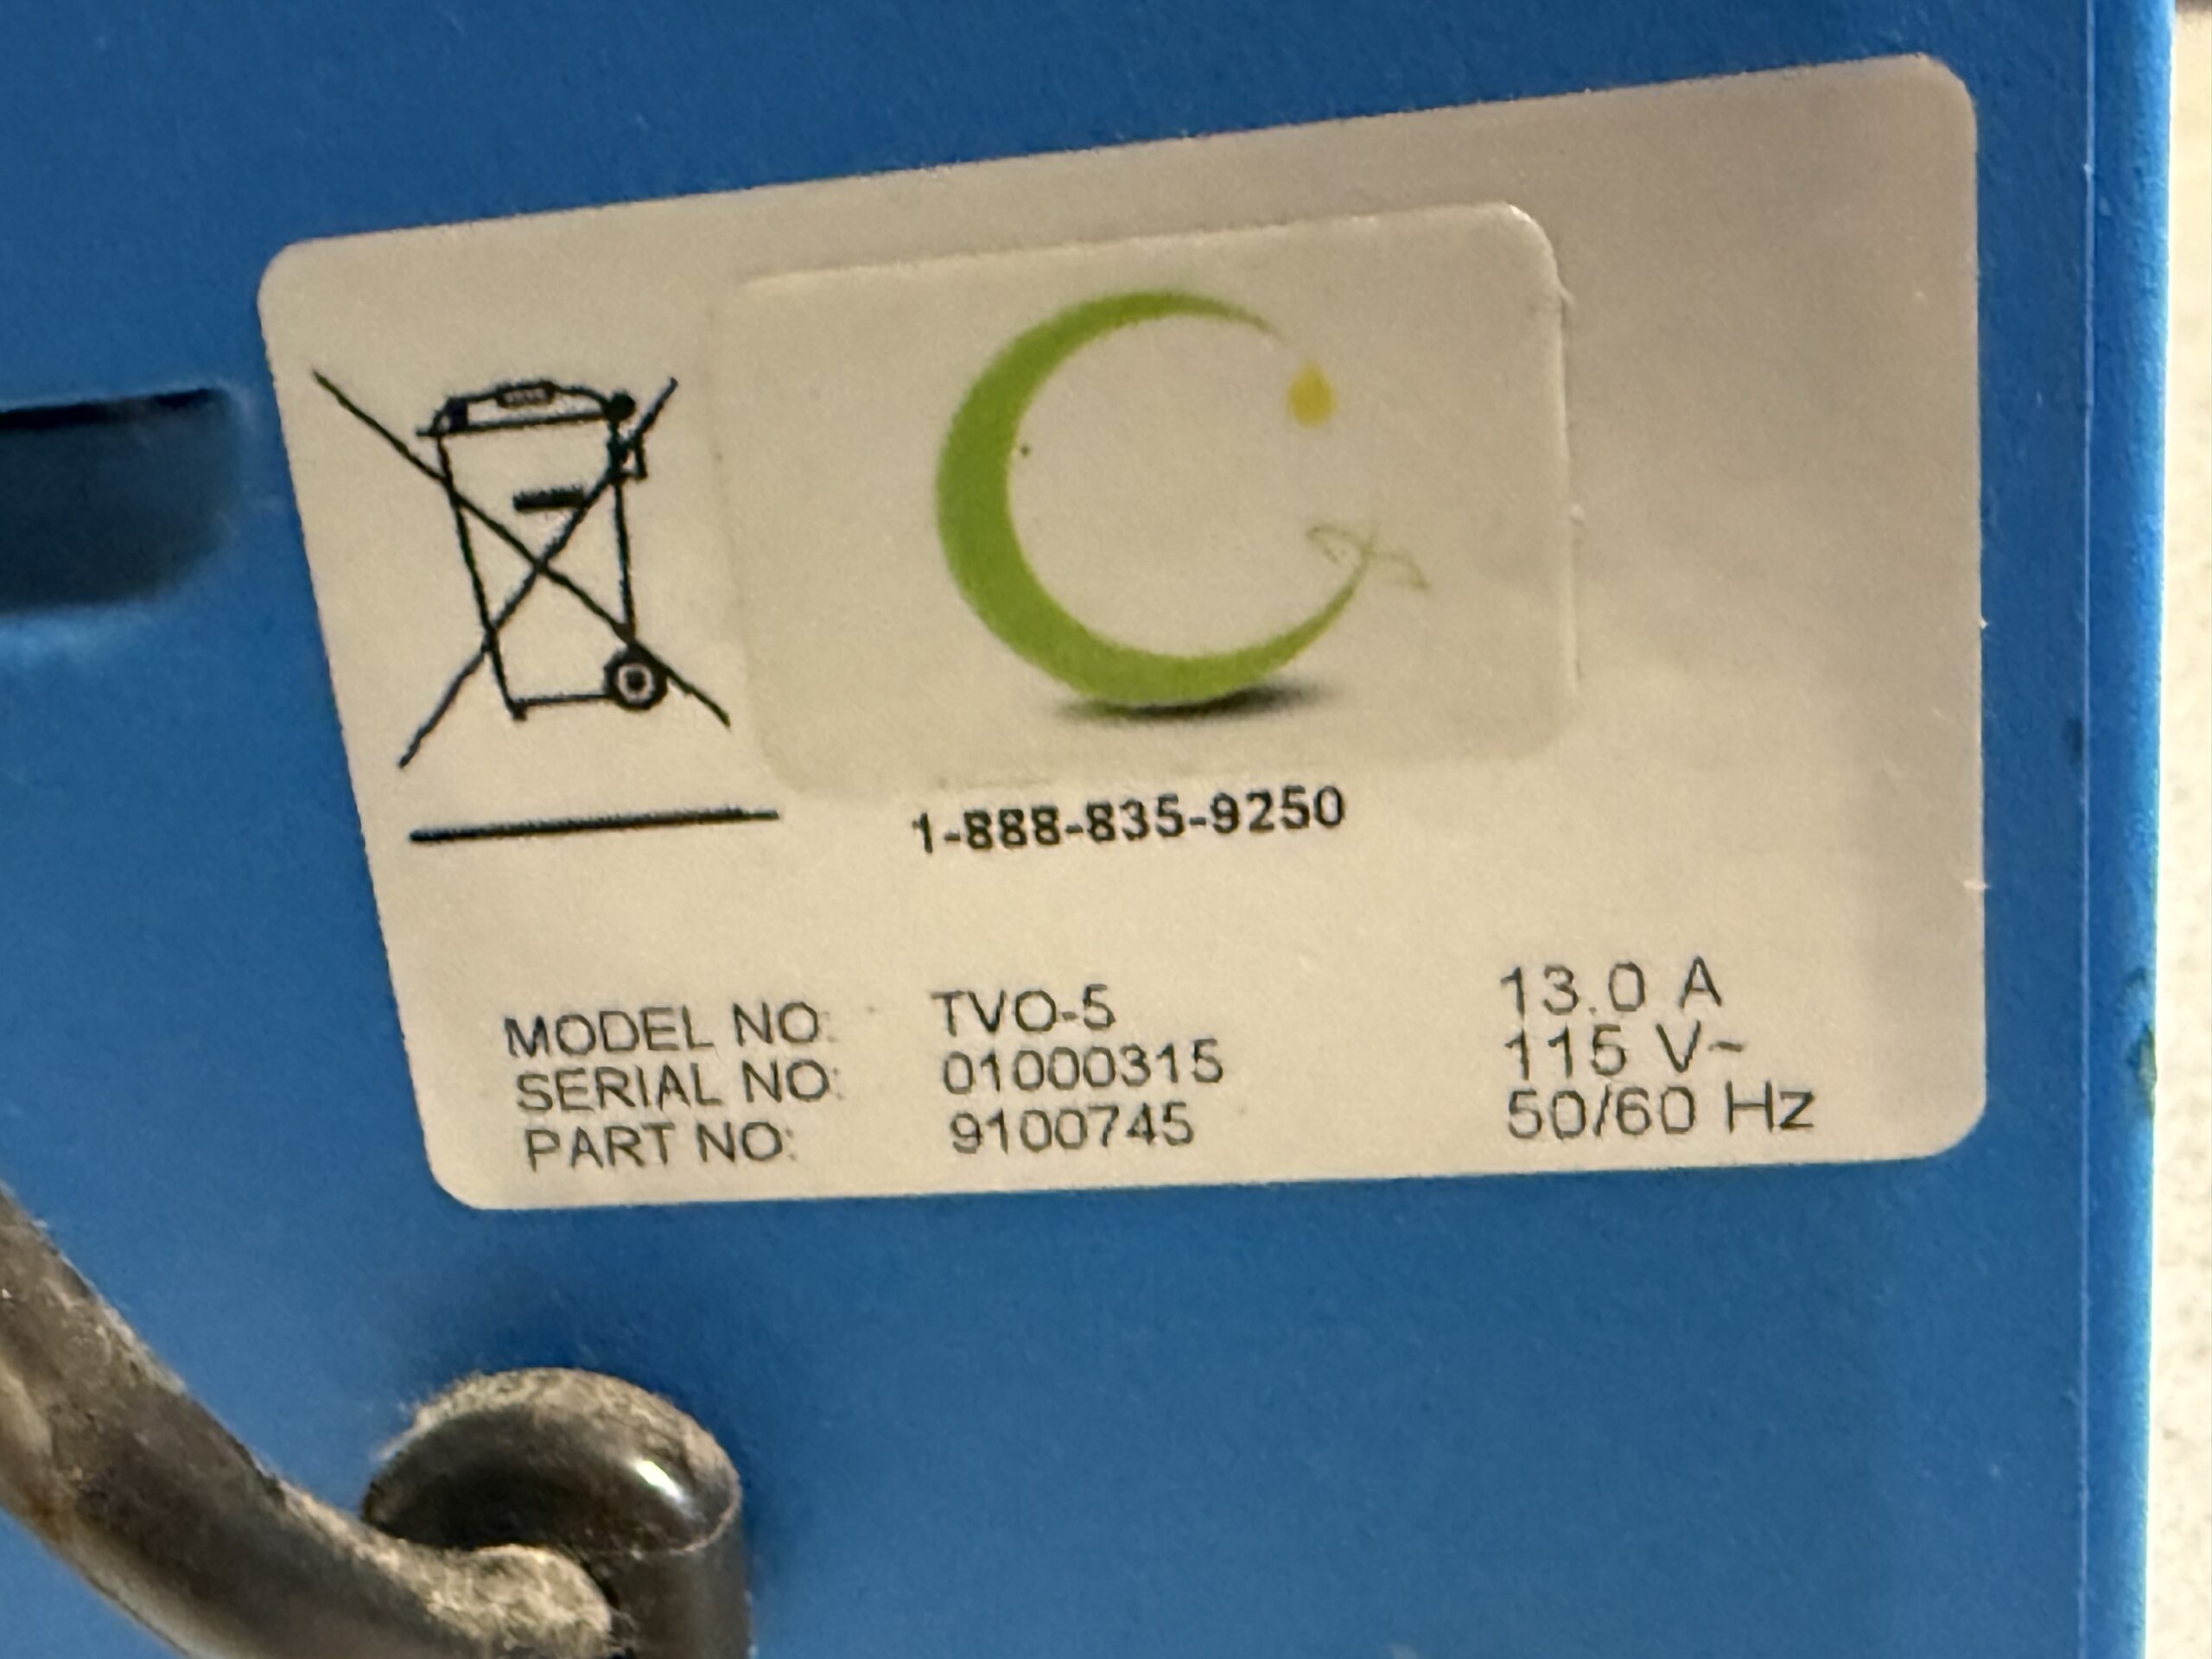 1-888-835-9250
MODEL NO: TVO-5 13.0 A
SERIAL NO: 01000315 115 V~
PART NO: 9100745 50/60 Hz